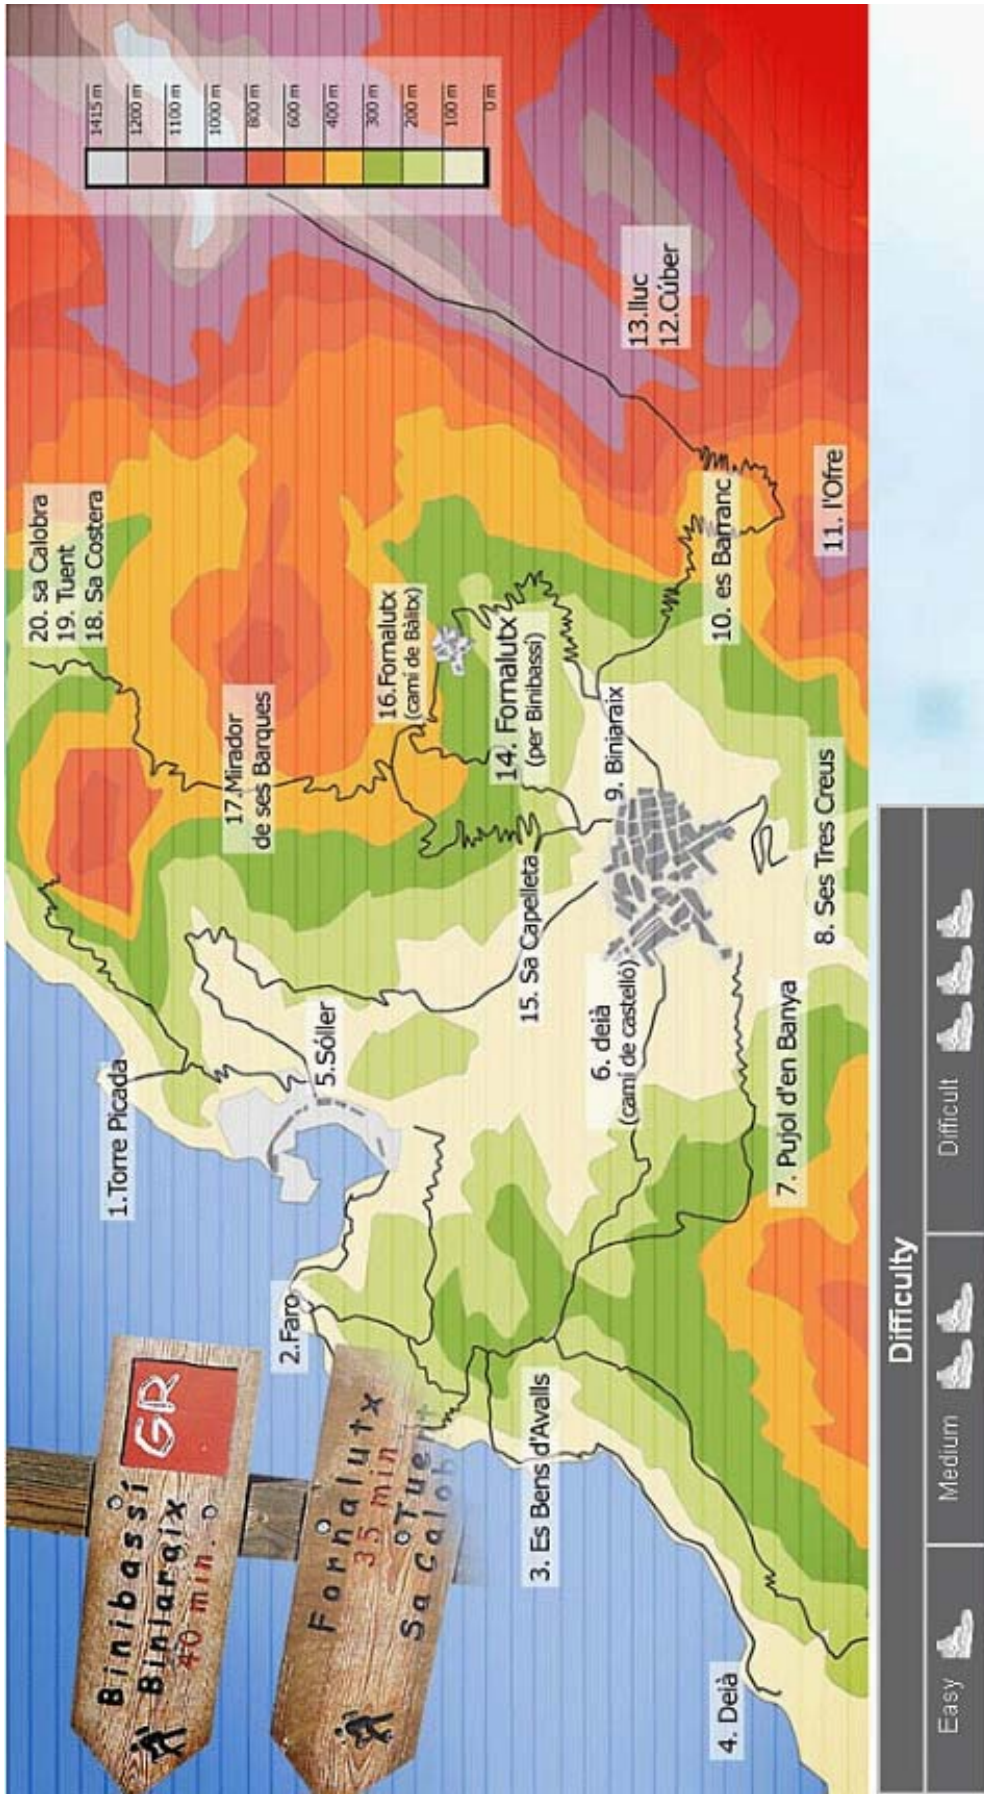 Binibassí
Biniaraix
40 min.
GR
Fornalutx
35 min
Tuent
Sa Calob
1.Torre Picada
2.Faro
3. Es Bens d'Avalls
4. Deià
5.Sóller
6. deià
(camí de castelló)
7. Pujol d'en Banya
8. Ses Tres Creus
9. Biniaraix
10. es Barranc
11. l'Ofre
13.lluc
12.Cúber
14. Fornalutx
(per Binibassi)
15. Sa Capelleta
16.Fornalutx
(camí de Bàlitx)
17.Mirador
de ses Barques
20. sa Calobra
19. Tuent
18. Sa Costera
1415 m
1200 m
1100 m
1000 m
800 m
600 m
400 m
300 m
200 m
100 m
0 m
Difficulty
Easy
Medium
Difficult